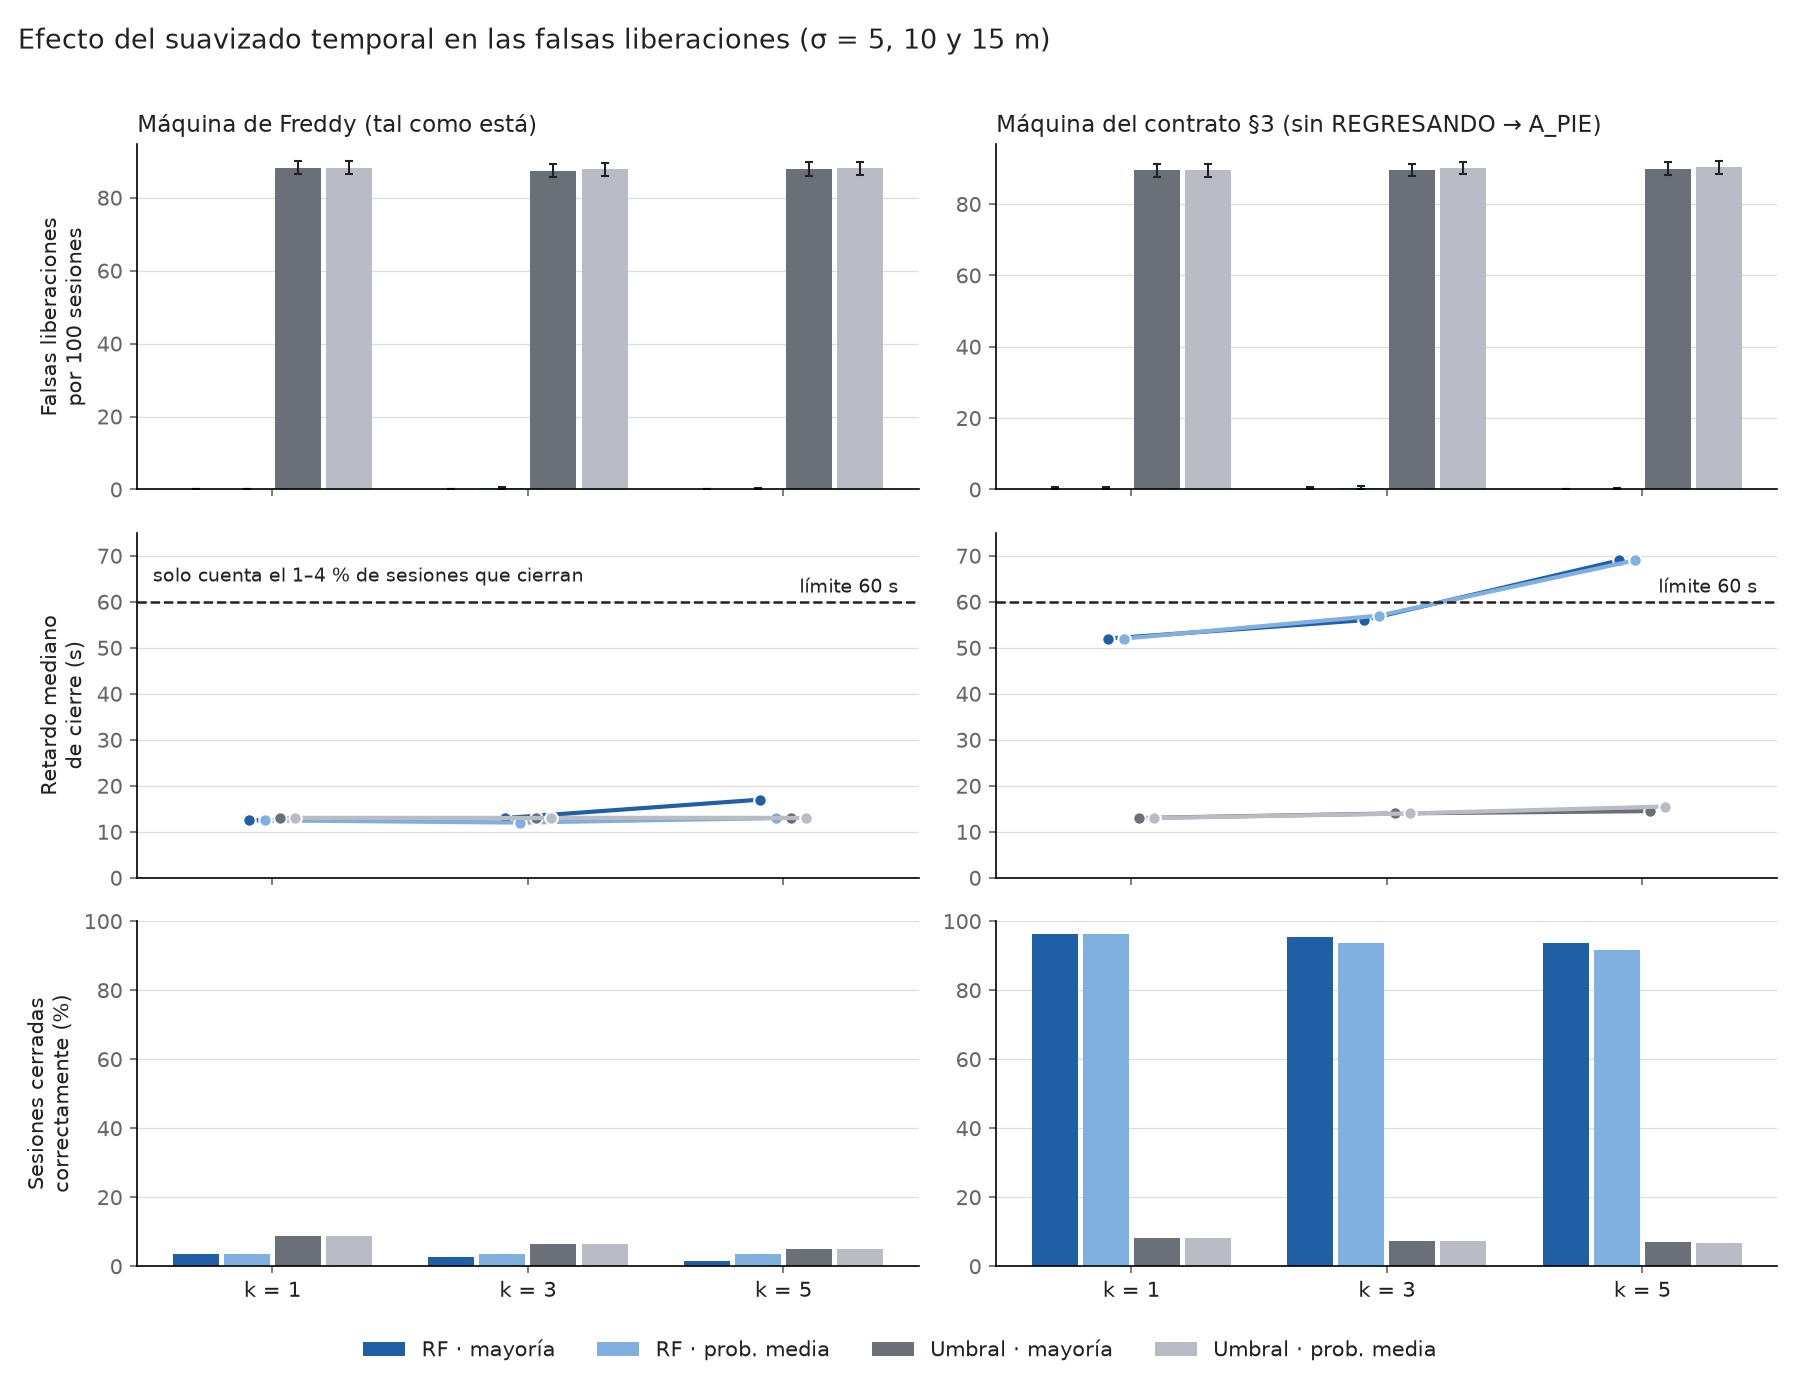 Efecto del suavizado temporal en las falsas liberaciones (σ = 5, 10 y 15 m)
Máquina de Freddy (tal como está)
Máquina del contrato §3 (sin REGRESANDO → A_PIE)
Falsas liberaciones
por 100 sesiones
80
60
40
20
0
80
60
40
20
0
Retardo mediano
de cierre (s)
70
60
50
40
30
20
10
0
solo cuenta el 1–4 % de sesiones que cierran
límite 60 s
70
60
50
40
30
20
10
0
límite 60 s
Sesiones cerradas
correctamente (%)
100
80
60
40
20
0
k = 1
k = 3
k = 5
100
80
60
40
20
0
k = 1
k = 3
k = 5
RF · mayoría
RF · prob. media
Umbral · mayoría
Umbral · prob. media